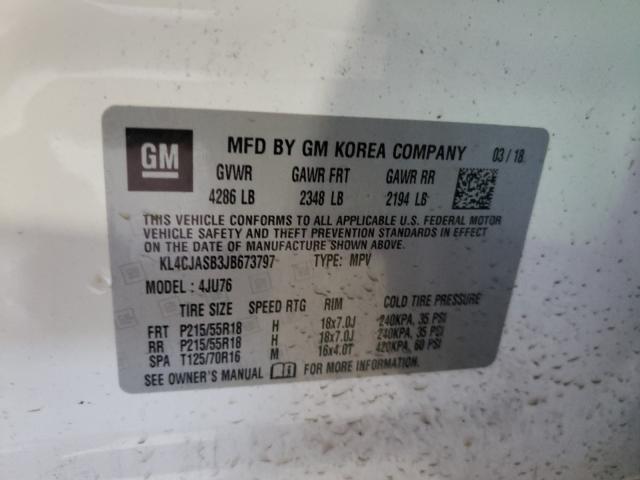 GM MFD BY GM KOREA COMPANY 03/18
GVWR GAWR FRT GAWR RR
4286 LB 2348 LB 2194 LB
THIS VEHICLE CONFORMS TO ALL APPLICABLE U.S. FEDERAL MOTOR
VEHICLE SAFETY AND THEFT PREVENTION STANDARDS IN EFFECT
ON THE DATE OF MANUFACTURE SHOWN ABOVE.
KL4CJASB3JB673797 TYPE: MPV
MODEL: 4JU76
TIRE SIZE SPEED RTG RIM COLD TIRE PRESSURE
FRT P215/55R18 H 18x7.0J 240KPA, 35 PSI
RR P215/55R18 H 18x7.0J 240KPA, 35 PSI
SPA T125/70R16 M 16x4.0T 420KPA, 60 PSI
SEE OWNER'S MANUAL FOR MORE INFORMATION.